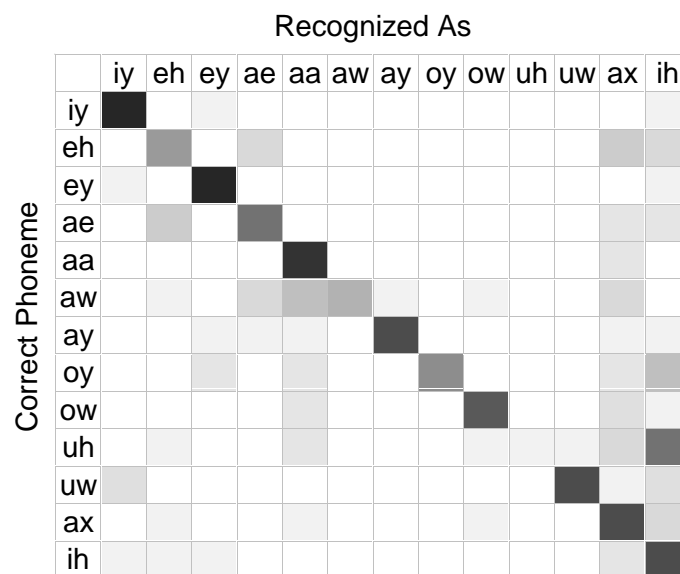 Recognized As
iy eh ey ae aa aw ay oy ow uh uw ax ih
Correct Phoneme
iy
eh
ey
ae
aa
aw
ay
oy
ow
uh
uw
ax
ih